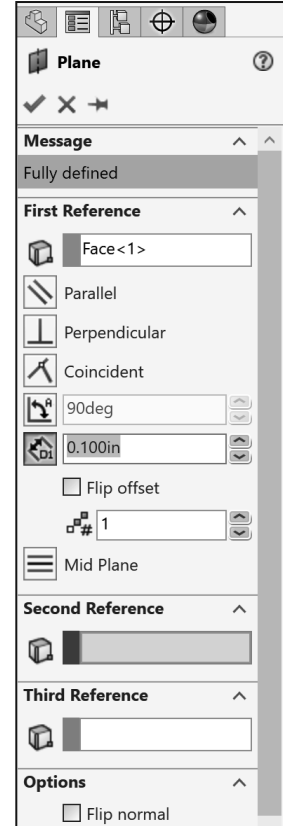 Plane
Message
Fully defined
First Reference
Face<1>
Parallel
Perpendicular
Coincident
90deg
0.100in
Flip offset
# 1
Mid Plane
Second Reference
Third Reference
Options
Flip normal